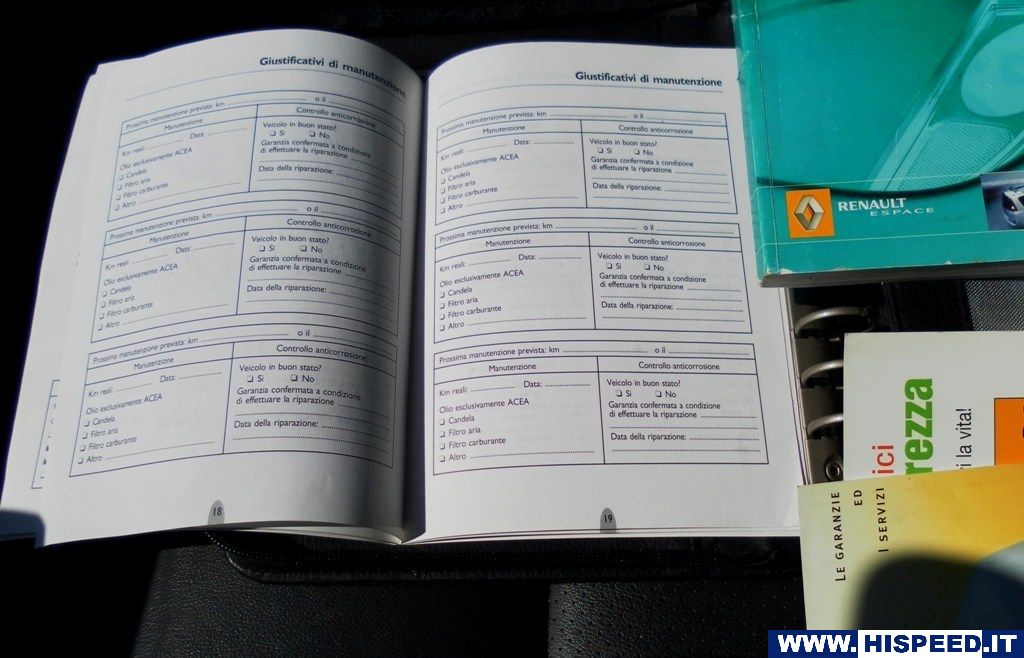 Giustificativi di manutenzione
Prossima manutenzione prevista: km o il
Manutenzione
Controllo anticorrosione
Km reali: Data:
Olio esclusivamente ACEA
❏ Candela
❏ Filtro aria
❏ Filtro carburante
❏ Altro
Veicolo in buon stato?
❏ Sì ❏ No
Garanzia confermata a condizione
di effettuare la riparazione
Data della riparazione:
Prossima manutenzione prevista: km o il
Manutenzione
Controllo anticorrosione
Km reali: Data:
Olio esclusivamente ACEA
❏ Candela
❏ Filtro aria
❏ Filtro carburante
❏ Altro
Veicolo in buon stato?
❏ Sì ❏ No
Garanzia confermata a condizione
di effettuare la riparazione
Data della riparazione:
Prossima manutenzione prevista: km o il
Manutenzione
Controllo anticorrosione
Km reali: Data:
Olio esclusivamente ACEA
❏ Candela
❏ Filtro aria
❏ Filtro carburante
❏ Altro
Veicolo in buon stato?
❏ Sì ❏ No
Garanzia confermata a condizione
di effettuare la riparazione
Data della riparazione:
18
Giustificativi di manutenzione
Prossima manutenzione prevista: km o il
Manutenzione
Controllo anticorrosione
Km reali: Data:
Olio esclusivamente ACEA
❏ Candela
❏ Filtro aria
❏ Filtro carburante
❏ Altro
Veicolo in buon stato?
❏ Sì ❏ No
Garanzia confermata a condizione
di effettuare la riparazione
Data della riparazione:
Prossima manutenzione prevista: km o il
Manutenzione
Controllo anticorrosione
Km reali: Data:
Olio esclusivamente ACEA
❏ Candela
❏ Filtro aria
❏ Filtro carburante
❏ Altro
Veicolo in buon stato?
❏ Sì ❏ No
Garanzia confermata a condizione
di effettuare la riparazione
Data della riparazione:
Prossima manutenzione prevista: km o il
Manutenzione
Controllo anticorrosione
Km reali: Data:
Olio esclusivamente ACEA
❏ Candela
❏ Filtro aria
❏ Filtro carburante
❏ Altro
Veicolo in buon stato?
❏ Sì ❏ No
Garanzia confermata a condizione
di effettuare la riparazione
Data della riparazione:
19
RENAULT
ESPACE
ici
rezza
i la vita!
LE GARANZIE
ED
I SERVIZI
WWW.HISPEED.IT